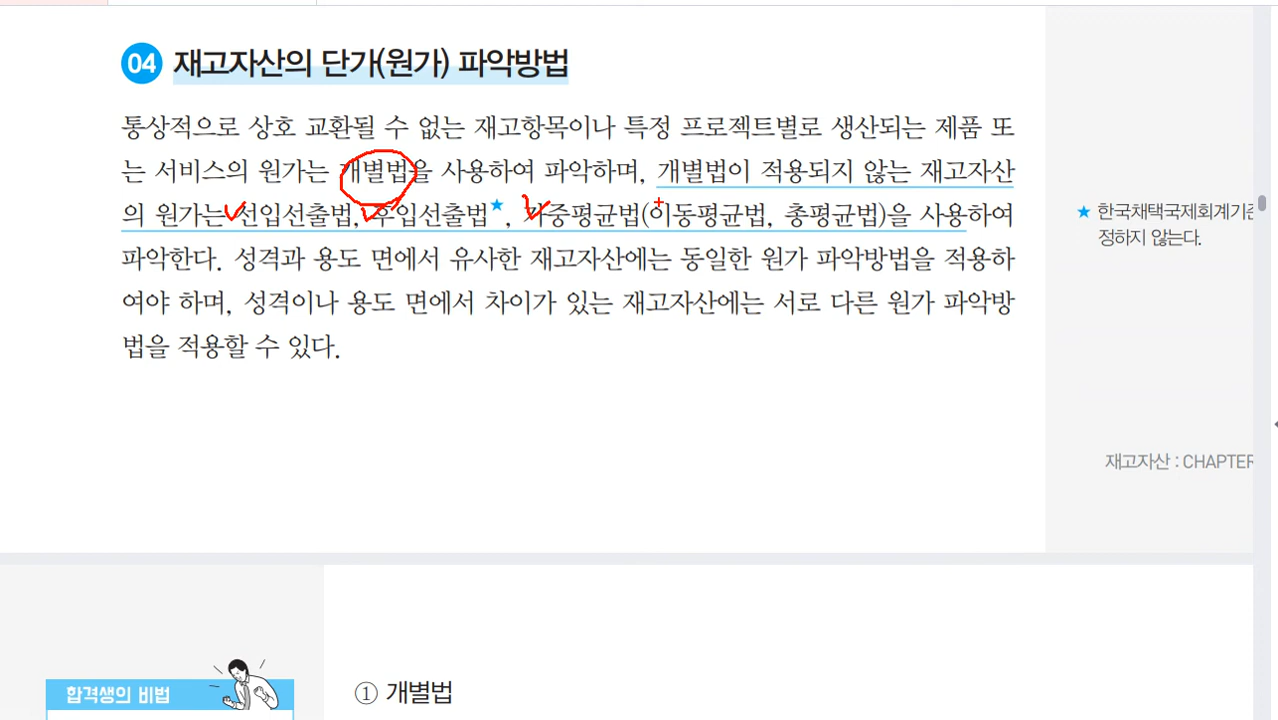 04 재고자산의 단가(원가) 파악방법
통상적으로 상호 교환될 수 없는 재고항목이나 특정 프로젝트별로 생산되는 제품 또
는 서비스의 원가는 개별법을 사용하여 파악하며, 개별법이 적용되지 않는 재고자산
의 원가는 선입선출법, 후입선출법★, 가중평균법(이동평균법, 총평균법)을 사용하여
파악한다. 성격과 용도 면에서 유사한 재고자산에는 동일한 원가 파악방법을 적용하
여야 하며, 성격이나 용도 면에서 차이가 있는 재고자산에는 서로 다른 원가 파악방
법을 적용할 수 있다.
★ 한국채택국제회계기준
정하지 않는다.
재고자산 : CHAPTER
합격생의 비법
① 개별법